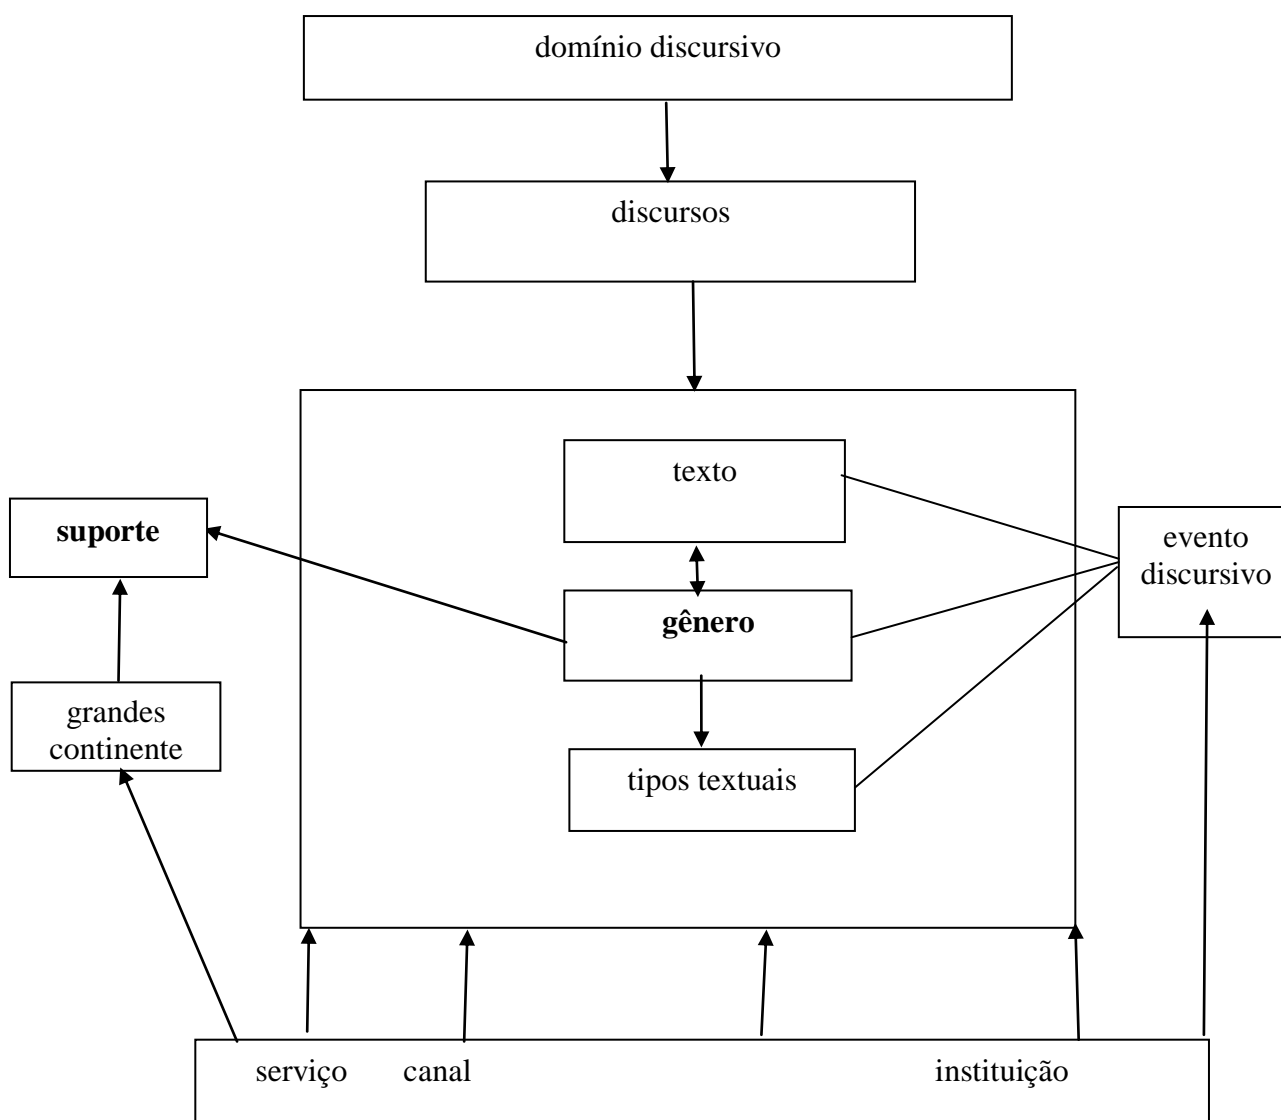 domínio discursivo
discursos
texto
suporte
evento
discursivo
gênero
grandes
continente
tipos textuais
serviço canal instituição